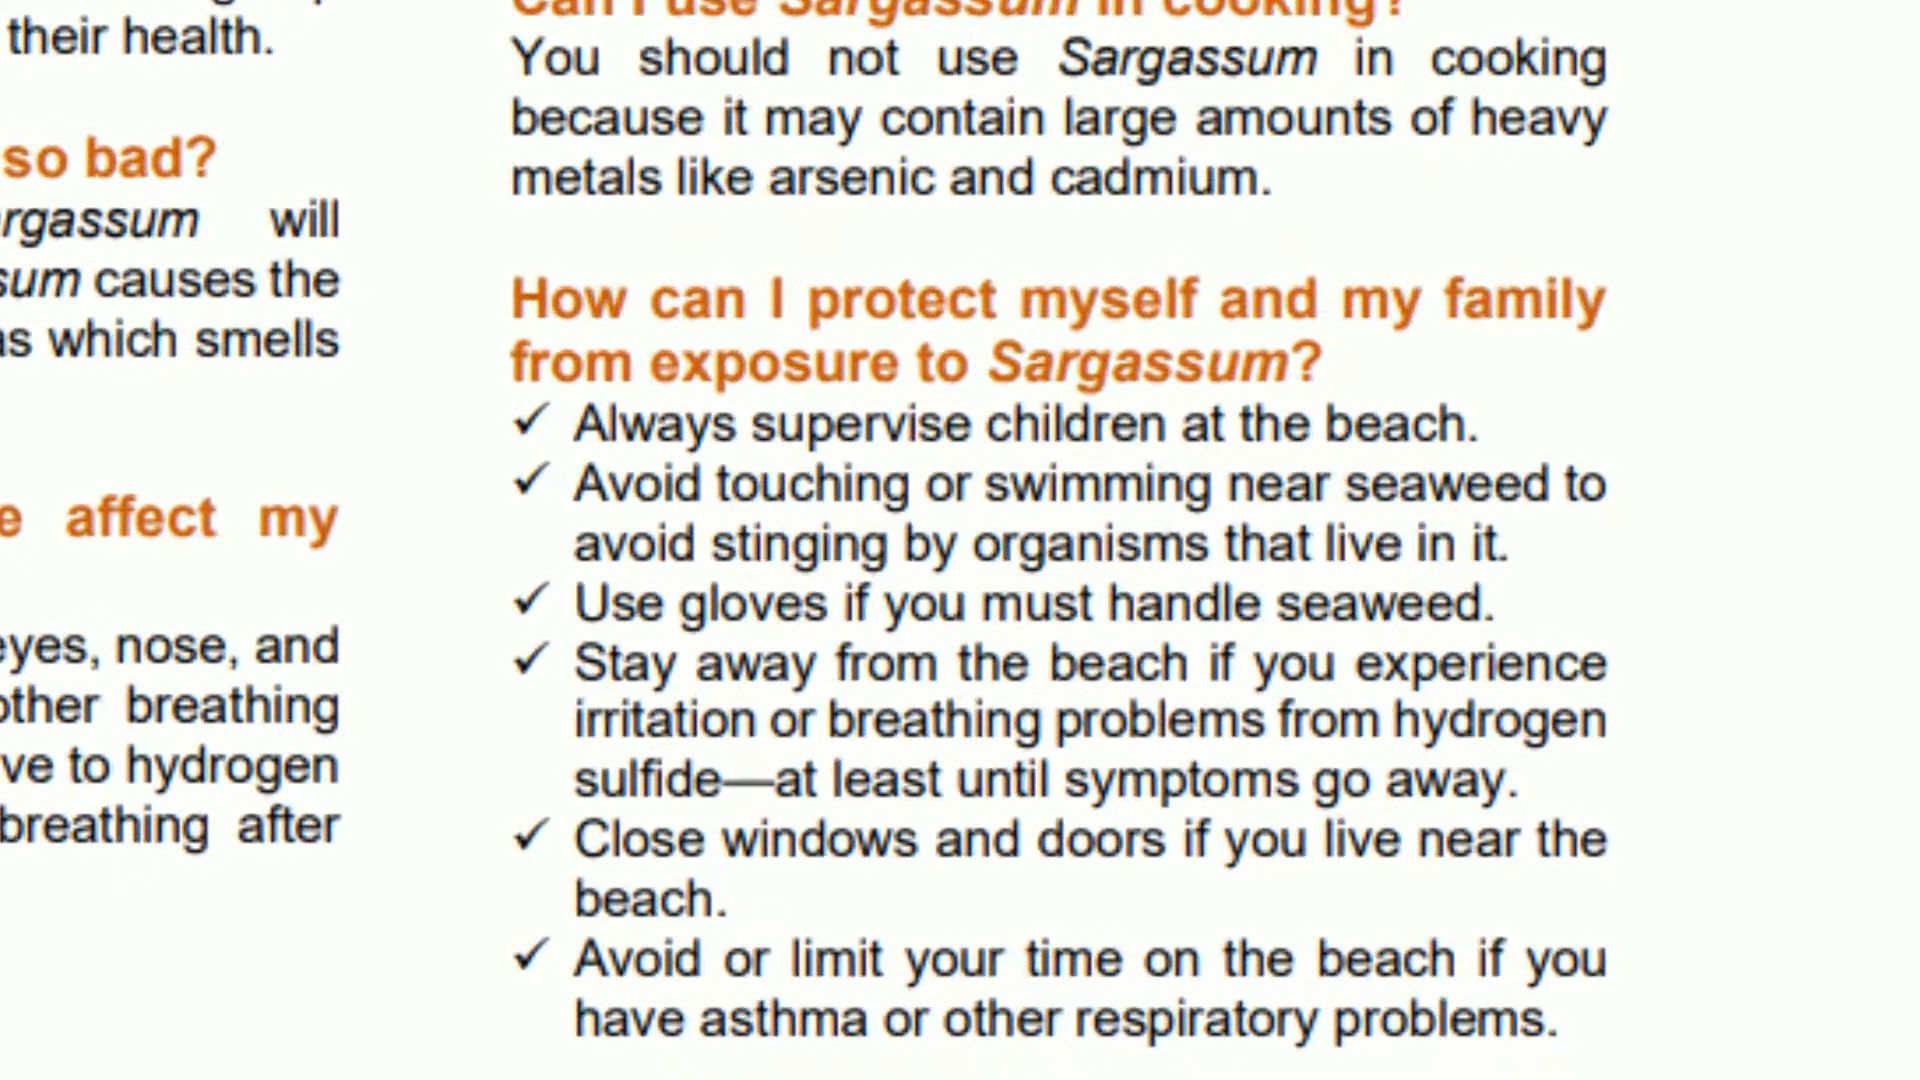 their health.
so bad?
will
causes the
which smells
affect my
eyes, nose, and
other breathing
to hydrogen
breathing after
Can I use Sargassum in cooking?
You should not use Sargassum in cooking
because it may contain large amounts of heavy
metals like arsenic and cadmium.
How can I protect myself and my family
from exposure to Sargassum?
✓ Always supervise children at the beach.
✓ Avoid touching or swimming near seaweed to
avoid stinging by organisms that live in it.
✓ Use gloves if you must handle seaweed.
✓ Stay away from the beach if you experience
irritation or breathing problems from hydrogen
sulfide—at least until symptoms go away.
✓ Close windows and doors if you live near the
beach.
✓ Avoid or limit your time on the beach if you
have asthma or other respiratory problems.